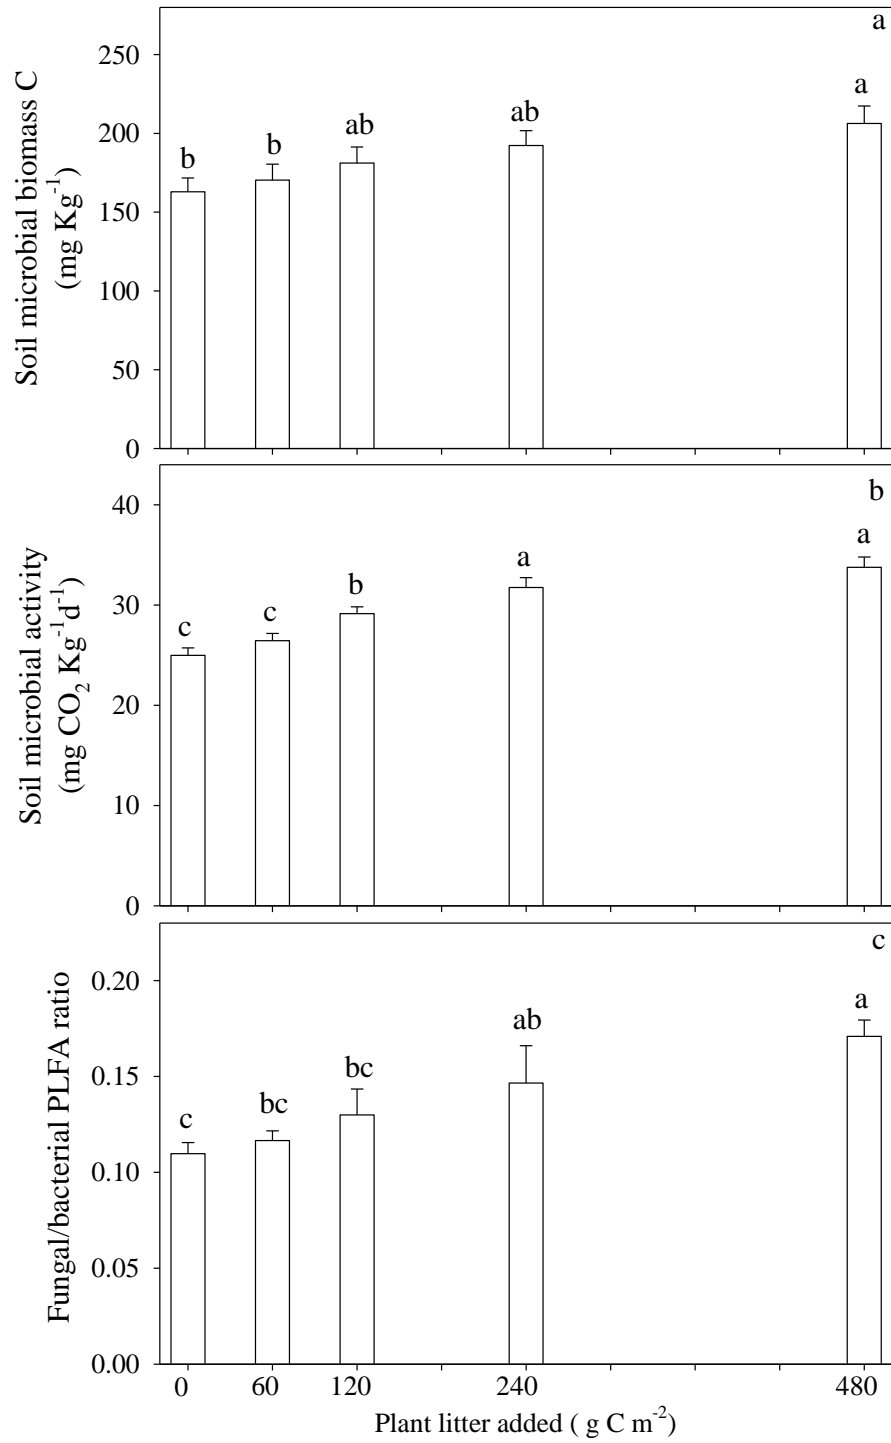 a
250
200
150
100
50
0
Soil microbial biomass C
(mg Kg⁻¹)
b b ab ab a
b
40
30
20
10
0
Soil microbial activity
(mg CO₂ Kg⁻¹d⁻¹)
c c b a a
c
0.20
0.15
0.10
0.05
0.00
Fungal/bacterial PLFA ratio
c bc bc ab a
0 60 120 240 480
Plant litter added ( g C m⁻²)